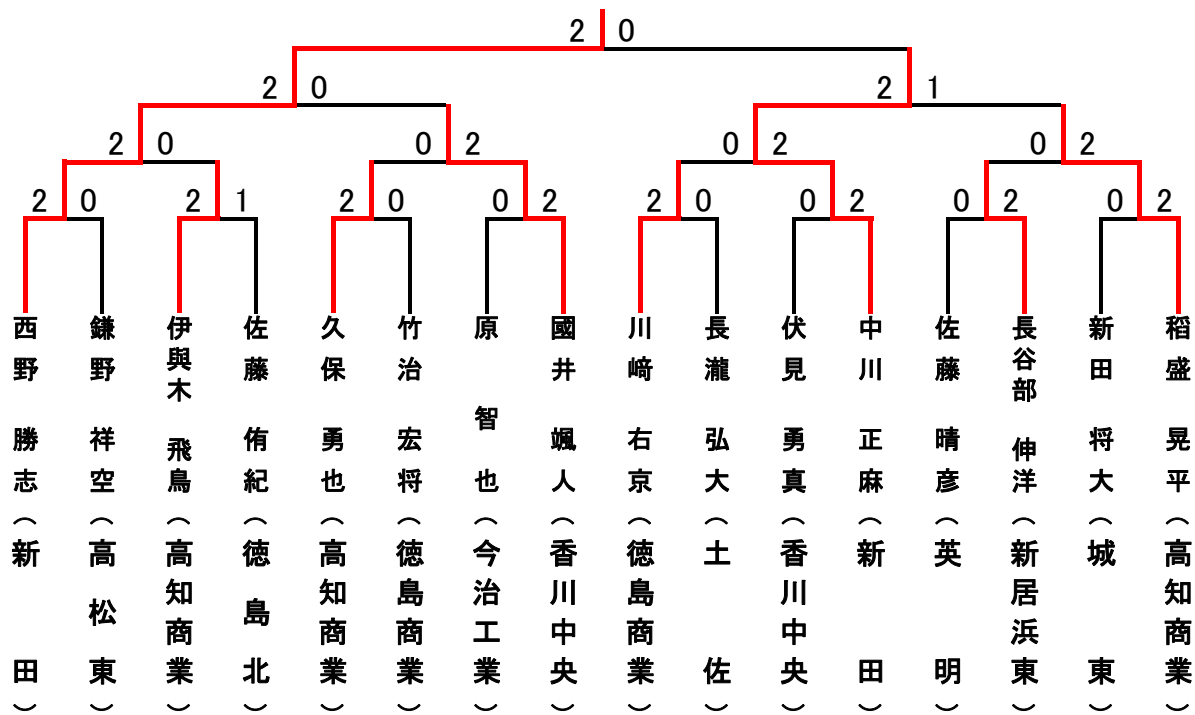 2 0
2 0 2 1
2 0 0 2 0 2 0 2
2 0 2 1 2 0 0 2 2 0 0 2 0 2 0 2
西野 勝志（新田）
鎌野 祥空（高松東）
伊與木 飛鳥（高知商業）
佐藤 侑紀（徳島北）
久保 勇也（高知商業）
竹治 宏将（徳島商業）
原 智也（今治工業）
國井 颯人（香川中央）
川﨑 右京（徳島商業）
長瀧 弘大（土佐）
伏見 勇真（香川中央）
中川 正麻（新田）
佐藤 晴彦（英明）
長谷部 伸洋（新居浜東）
新田 将大（城東）
稻盛 晃平（高知商業）